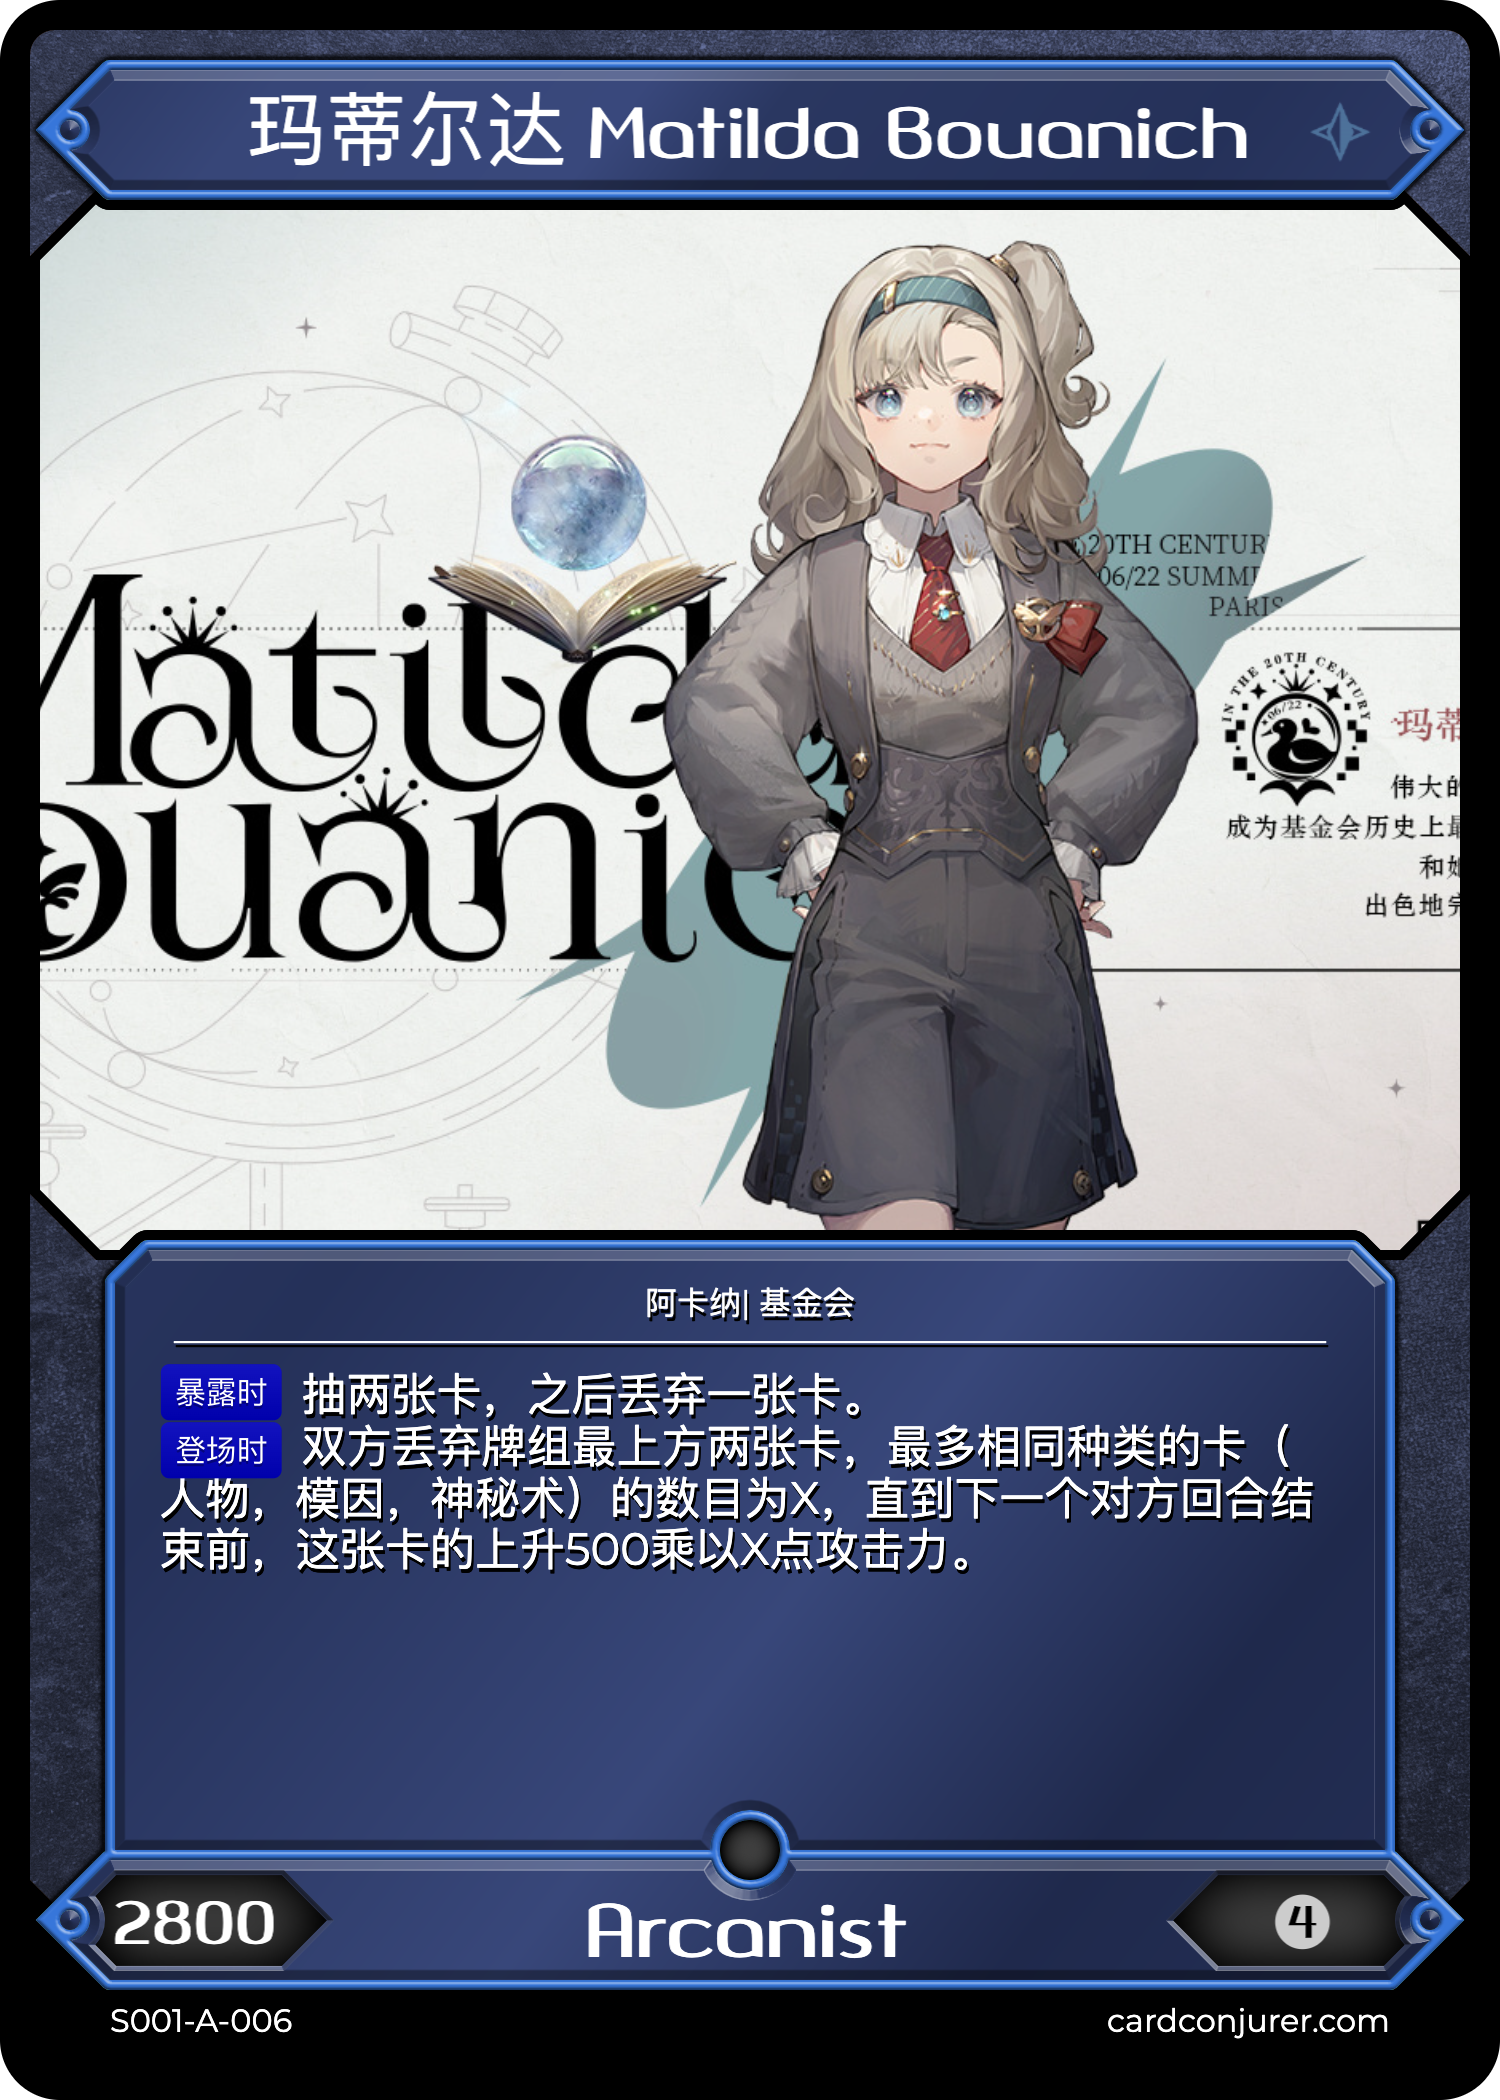 玛蒂尔达 Matilda Bouanich
20TH CENTUR
06/22 SUMM
PARIS
Matild
ouanic
IN THE 20TH CENTURY
06/22
玛蒂
伟大的
成为基金会历史上最
和
出色地完
阿卡纳| 基金会
暴露时 抽两张卡，之后丢弃一张卡。
登场时 双方丢弃牌组最上方两张卡，最多相同种类的卡（
人物，模因，神秘术）的数目为X，直到下一个对方回合结
束前，这张卡的上升500乘以X点攻击力。
2800
Arcanist
4
S001-A-006
cardconjurer.com